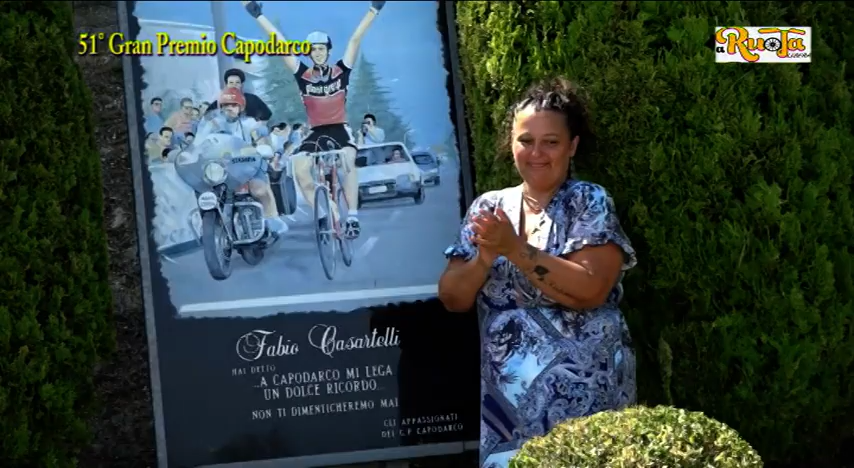 51° Gran Premio Capodarco
a RuoTa
LIBERA
Fabio Casartelli
HAI DETTO
...A CAPODARCO MI LEGA
UN DOLCE RICORDO...
NON TI DIMENTICHEREMO MAI
GLI APPASSIONATI
DEL G.P. CAPODARCO